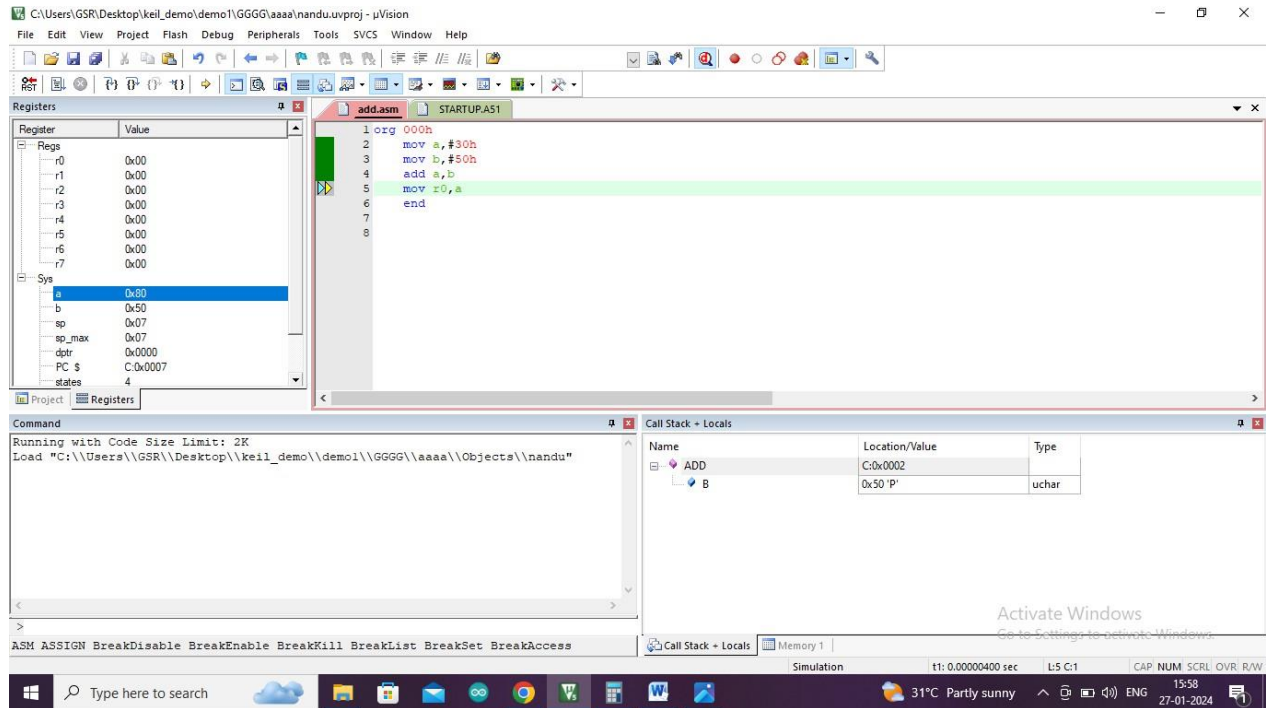 C:\Users\GSR\Desktop\keil_demo\demo1\GGGG\aaaa\nandu.uvproj - µVision
File Edit View Project Flash Debug Peripherals Tools SVCS Window Help
Registers
Register Value
Regs
r0 0x00
r1 0x00
r2 0x00
r3 0x00
r4 0x00
r5 0x00
r6 0x00
r7 0x00
Sys
a 0x80
b 0x50
sp 0x07
sp_max 0x07
dptr 0x0000
PC $ C:0x0007
states 4
Project Registers
add.asm STARTUP.A51
1 org 000h
2 mov a,#30h
3 mov b,#50h
4 add a,b
5 mov r0,a
6 end
7
8
Command
Running with Code Size Limit: 2K
Load "C:\\Users\\GSR\\Desktop\\keil_demo\\demo1\\GGGG\\aaaa\\Objects\\nandu"
>
ASM ASSIGN BreakDisable BreakEnable BreakKill BreakList BreakSet BreakAccess
Call Stack + Locals
Name Location/Value Type
ADD C:0x0002
B 0x50 'P' uchar
Activate Windows
Go to Settings to activate Windows.
Call Stack + Locals Memory 1
Simulation t1: 0.00000400 sec L:5 C:1 CAP NUM SCRL OVR R/W
Type here to search
31°C Partly sunny ENG
15:58
27-01-2024